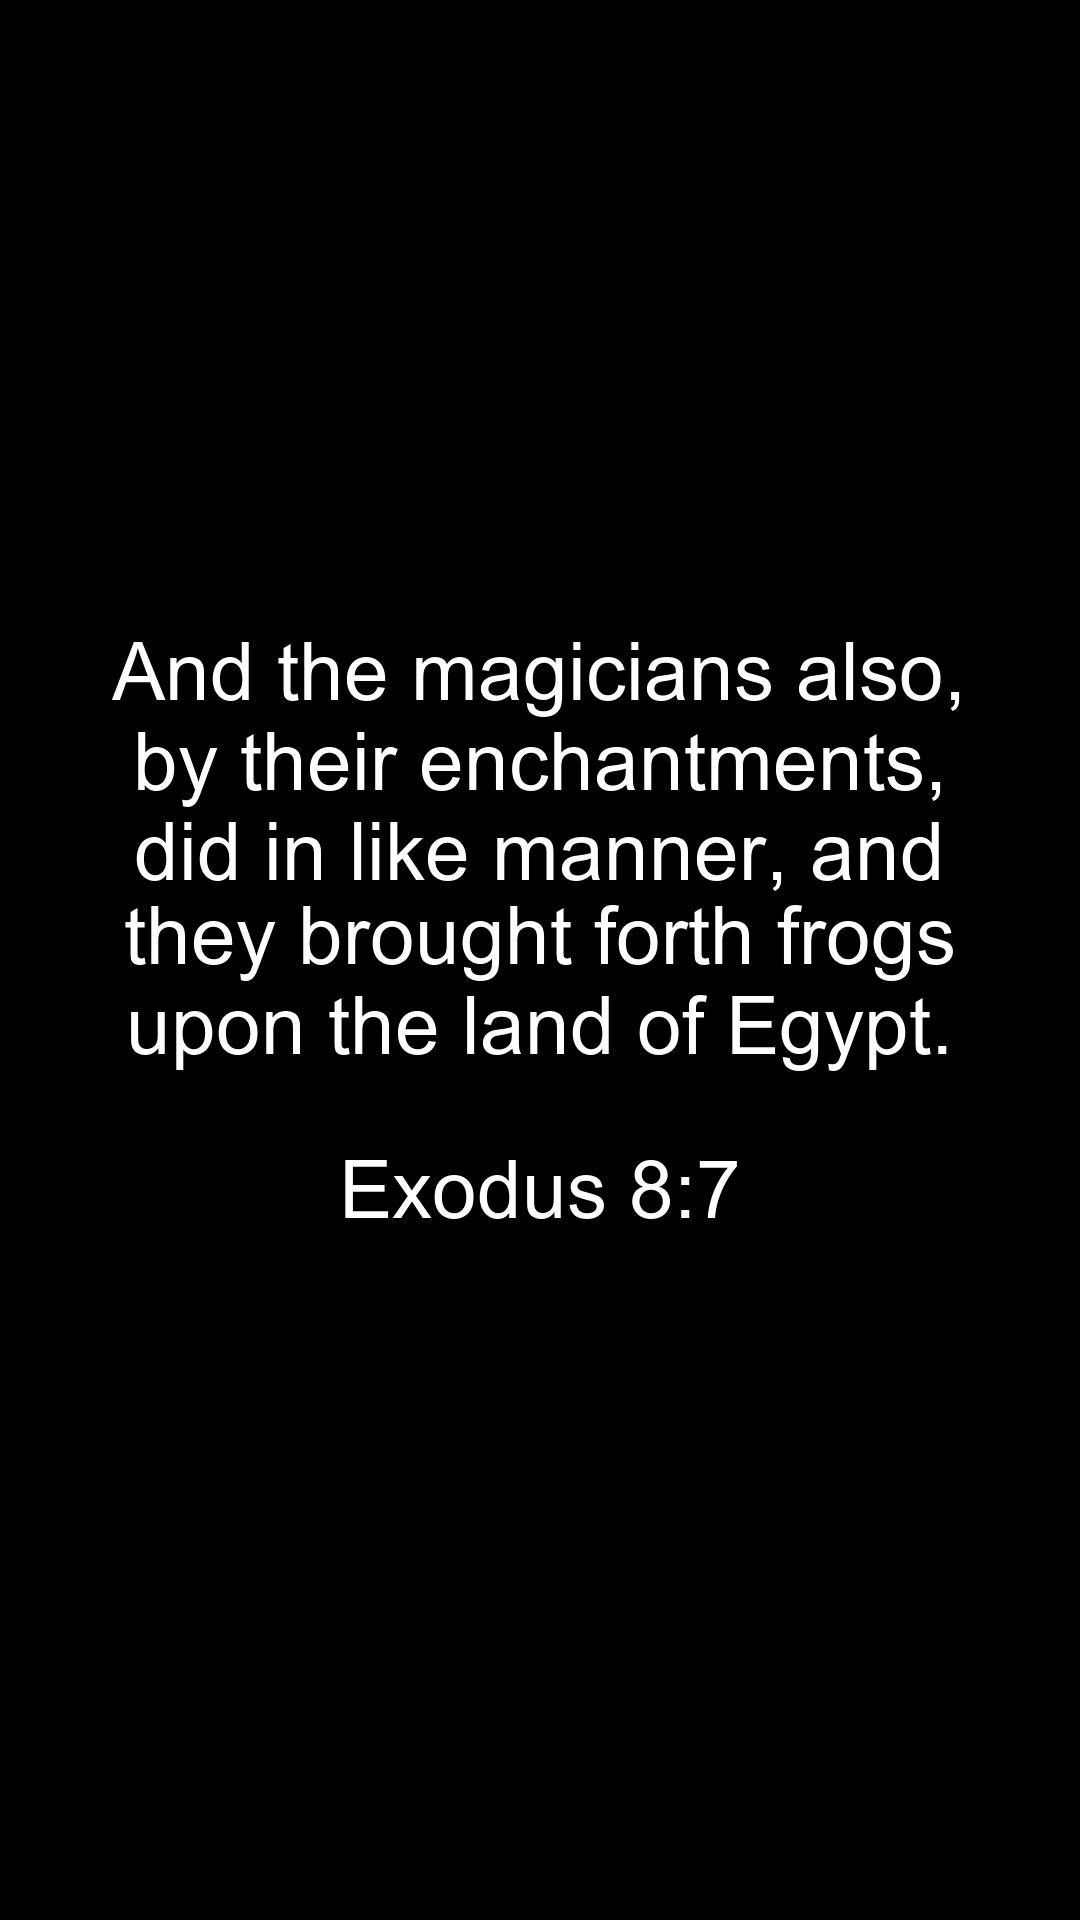 And the magicians also,
by their enchantments,
did in like manner, and
they brought forth frogs
upon the land of Egypt.
Exodus 8:7